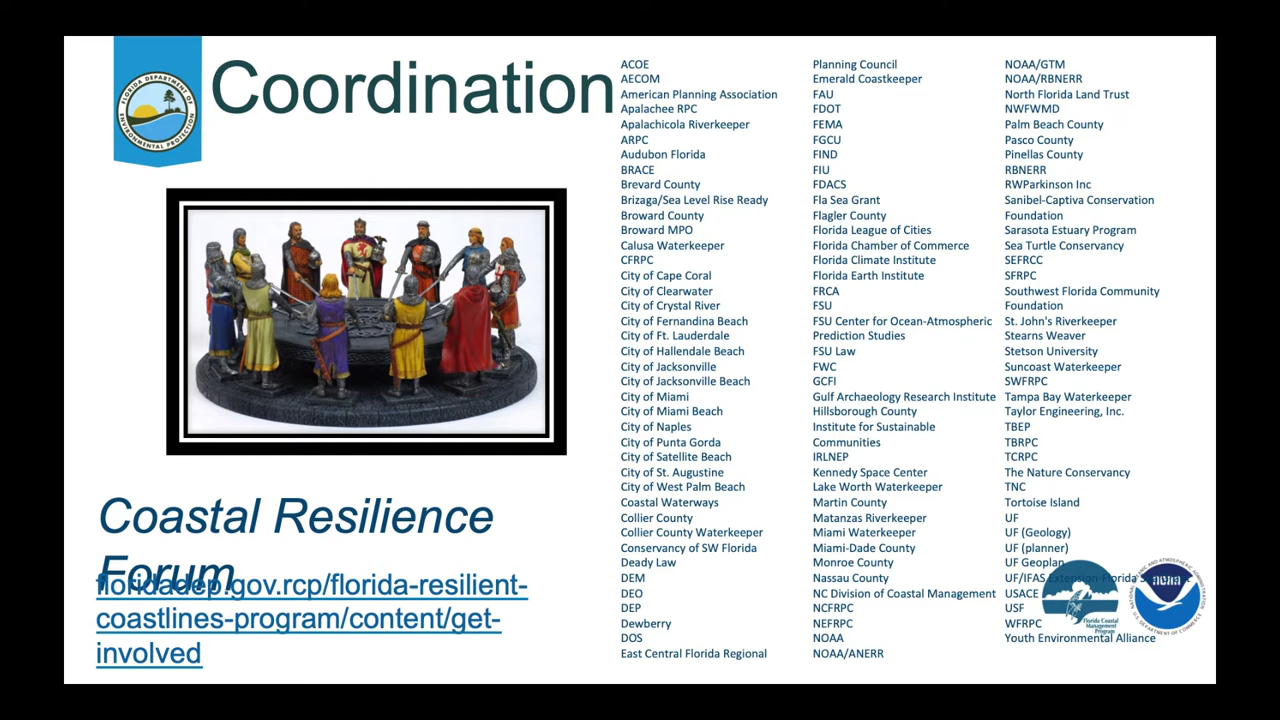 Coordination
FLORIDA DEPARTMENT OF
ENVIRONMENTAL PROTECTION
Coastal Resilience
Forum
floridadep.gov.rcp/florida-resilient-
coastlines-program/content/get-
involved
ACOE
AECOM
American Planning Association
Apalachee RPC
Apalachicola Riverkeeper
ARPC
Audubon Florida
BRACE
Brevard County
Brizaga/Sea Level Rise Ready
Broward County
Broward MPO
Calusa Waterkeeper
CFRPC
City of Cape Coral
City of Clearwater
City of Crystal River
City of Fernandina Beach
City of Ft. Lauderdale
City of Hallendale Beach
City of Jacksonville
City of Jacksonville Beach
City of Miami
City of Miami Beach
City of Naples
City of Punta Gorda
City of Satellite Beach
City of St. Augustine
City of West Palm Beach
Coastal Waterways
Collier County
Collier County Waterkeeper
Conservancy of SW Florida
Deady Law
DEM
DEO
DEP
Dewberry
DOS
East Central Florida Regional
Planning Council
Emerald Coastkeeper
FAU
FDOT
FEMA
FGCU
FIND
FIU
FDACS
Fla Sea Grant
Flagler County
Florida League of Cities
Florida Chamber of Commerce
Florida Climate Institute
Florida Earth Institute
FRCA
FSU
FSU Center for Ocean-Atmospheric
Prediction Studies
FSU Law
FWC
GCFI
Gulf Archaeology Research Institute
Hillsborough County
Institute for Sustainable
Communities
IRLNEP
Kennedy Space Center
Lake Worth Waterkeeper
Martin County
Matanzas Riverkeeper
Miami Waterkeeper
Miami-Dade County
Monroe County
Nassau County
NC Division of Coastal Management
NCFRPC
NEFRPC
NOAA
NOAA/ANERR
NOAA/GTM
NOAA/RBNERR
North Florida Land Trust
NWFWMD
Palm Beach County
Pasco County
Pinellas County
RBNERR
RWParkinson Inc
Sanibel-Captiva Conservation
Foundation
Sarasota Estuary Program
Sea Turtle Conservancy
SEFRCC
SFRPC
Southwest Florida Community
Foundation
St. John's Riverkeeper
Stearns Weaver
Stetson University
Suncoast Waterkeeper
SWFRPC
Tampa Bay Waterkeeper
Taylor Engineering, Inc.
TBEP
TBRPC
TCRPC
The Nature Conservancy
TNC
Tortoise Island
UF
UF (Geology)
UF (planner)
UF Geoplan
UF/IFAS Extension-Florida
USACE
USF
WFRPC
Youth Environmental Alliance
Florida Coastal
Management
Program
noaa